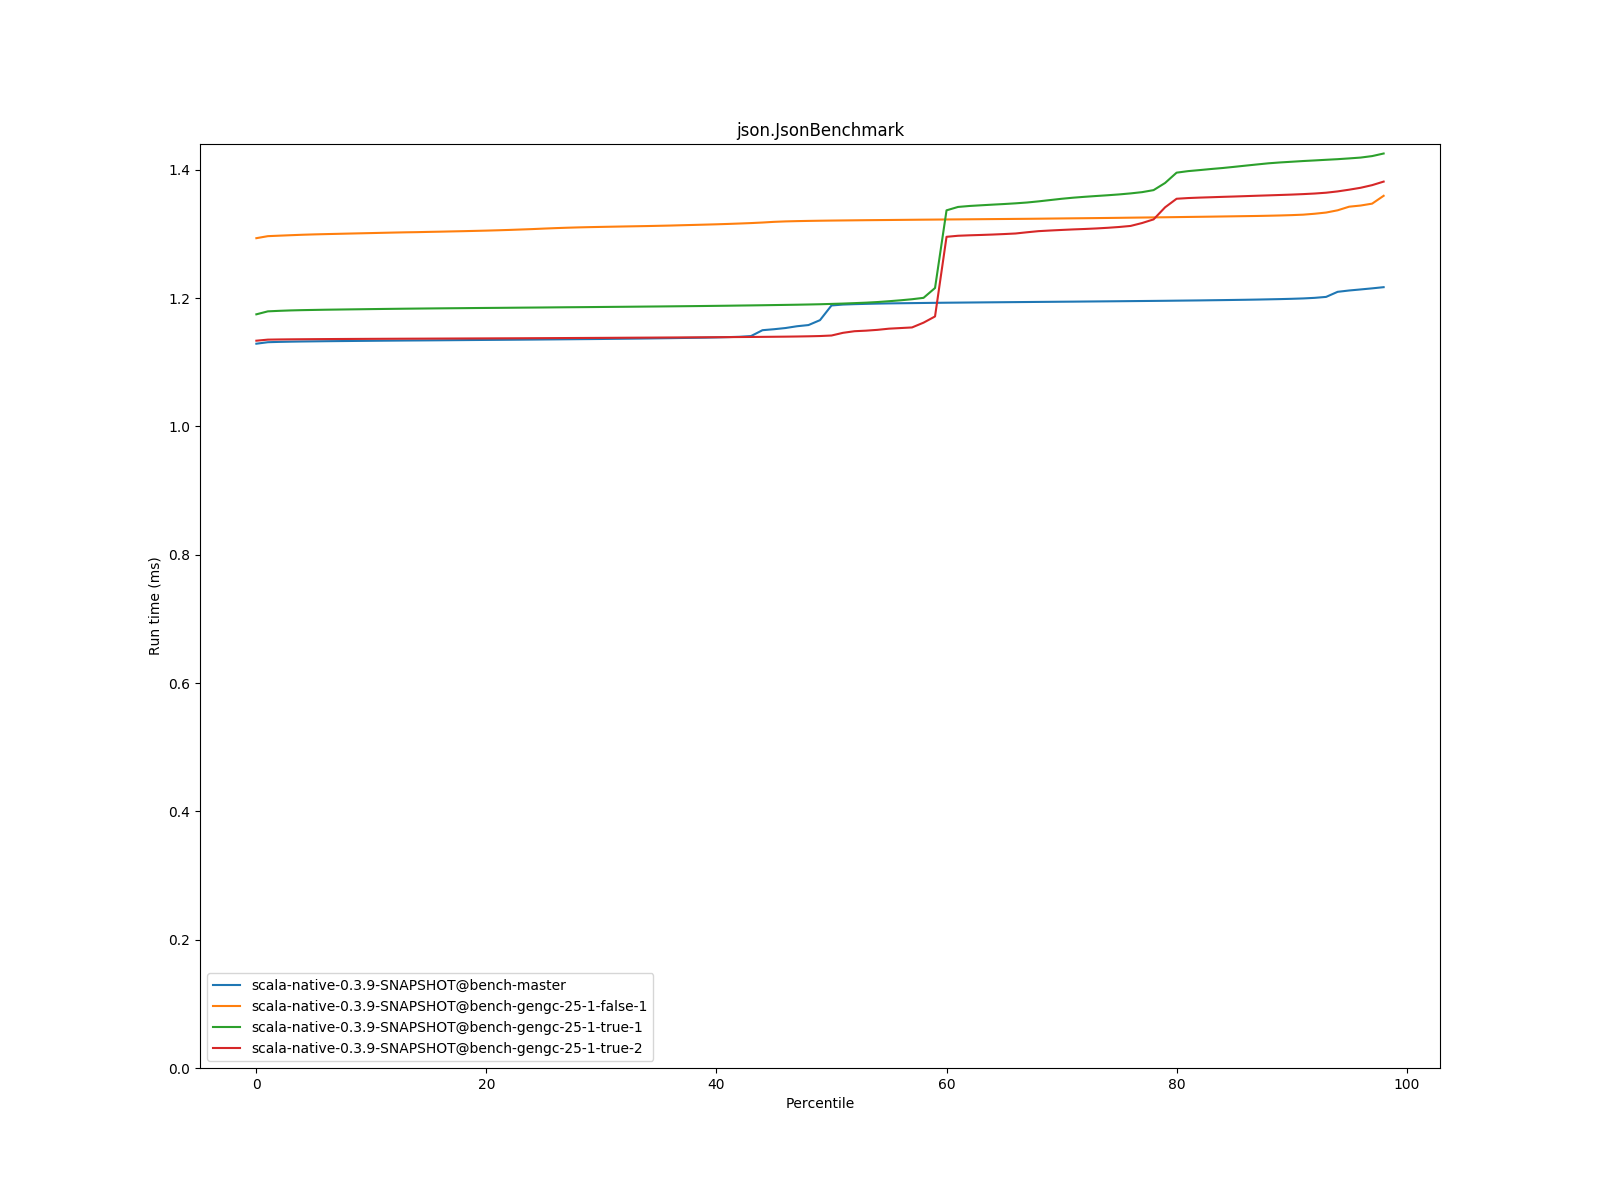 json.JsonBenchmark
1.4
1.2
1.0
0.8
0.6
0.4
0.2
0.0
Run time (ms)
scala-native-0.3.9-SNAPSHOT@bench-master
scala-native-0.3.9-SNAPSHOT@bench-gengc-25-1-false-1
scala-native-0.3.9-SNAPSHOT@bench-gengc-25-1-true-1
scala-native-0.3.9-SNAPSHOT@bench-gengc-25-1-true-2
0 20 40 60 80 100
Percentile